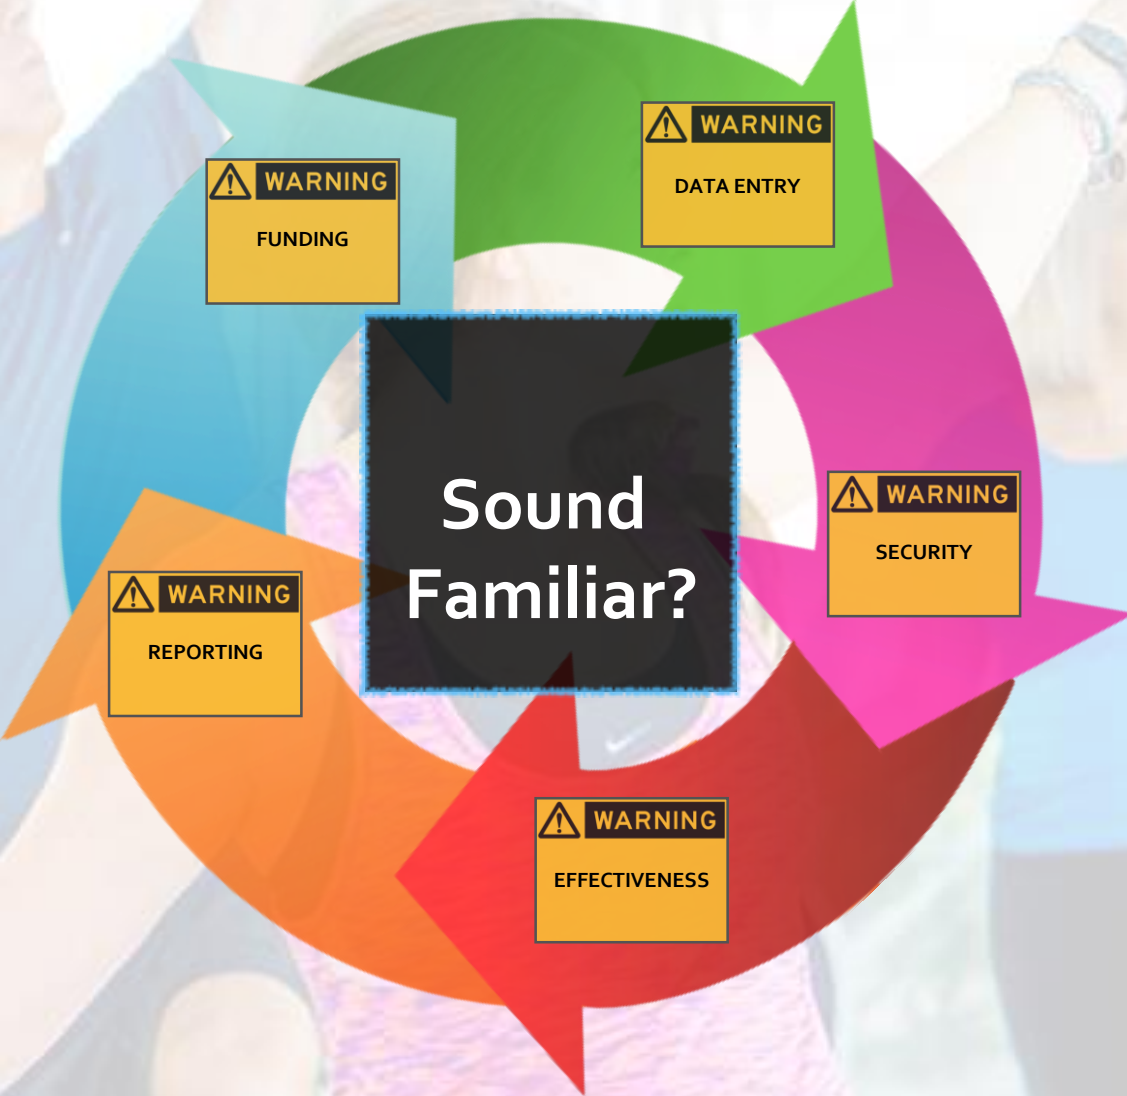 WARNING
DATA ENTRY
WARNING
FUNDING
Sound
Familiar?
WARNING
SECURITY
WARNING
REPORTING
WARNING
EFFECTIVENESS